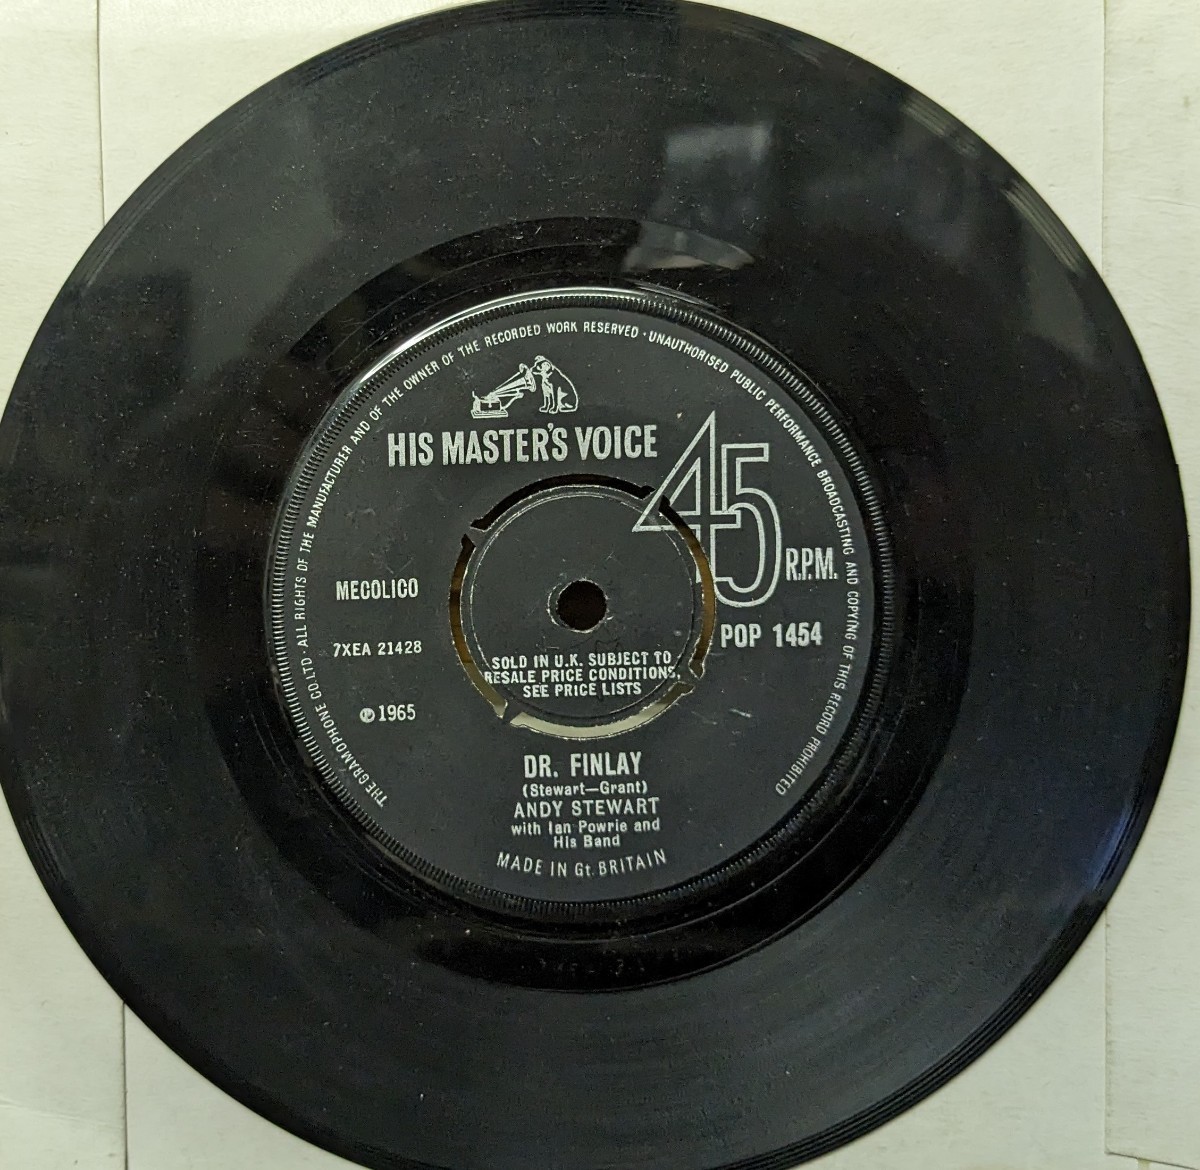 THE GRAMOPHONE CO. LTD · ALL RIGHTS OF THE MANUFACTURER AND OF THE OWNER OF THE RECORDED WORK RESERVED · UNAUTHORISED PUBLIC PERFORMANCE BROADCASTING AND COPYING OF THIS RECORD PROHIBITED
HIS MASTER'S VOICE
45
R.P.M.
MECOLICO
POP 1454
7XEA 21428
SOLD IN U.K. SUBJECT TO
RESALE PRICE CONDITIONS,
SEE PRICE LISTS
℗ 1965
DR. FINLAY
(Stewart—Grant)
ANDY STEWART
with Ian Powrie and
His Band
MADE IN Gt. BRITAIN